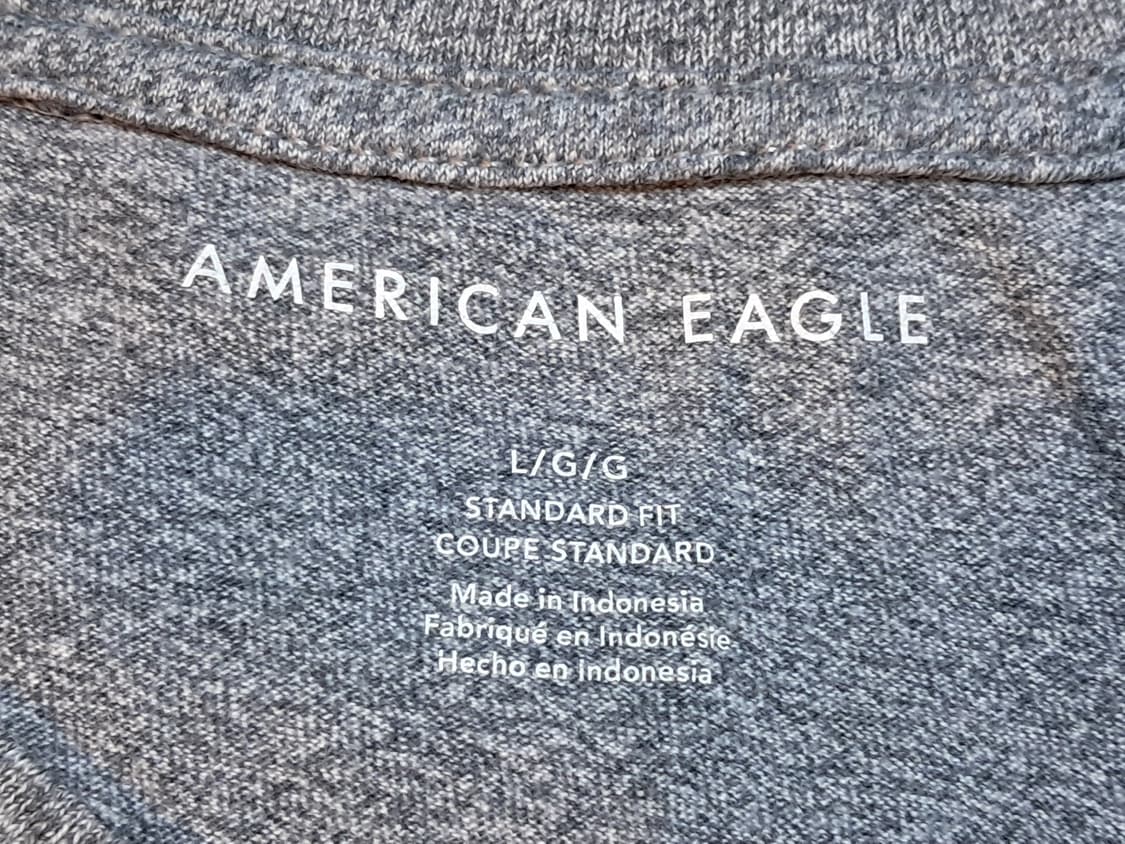 AMERICAN EAGLE
L/G/G
STANDARD FIT
COUPE STANDARD
Made in Indonesia
Fabriqué en Indonésie
Hecho en Indonesia